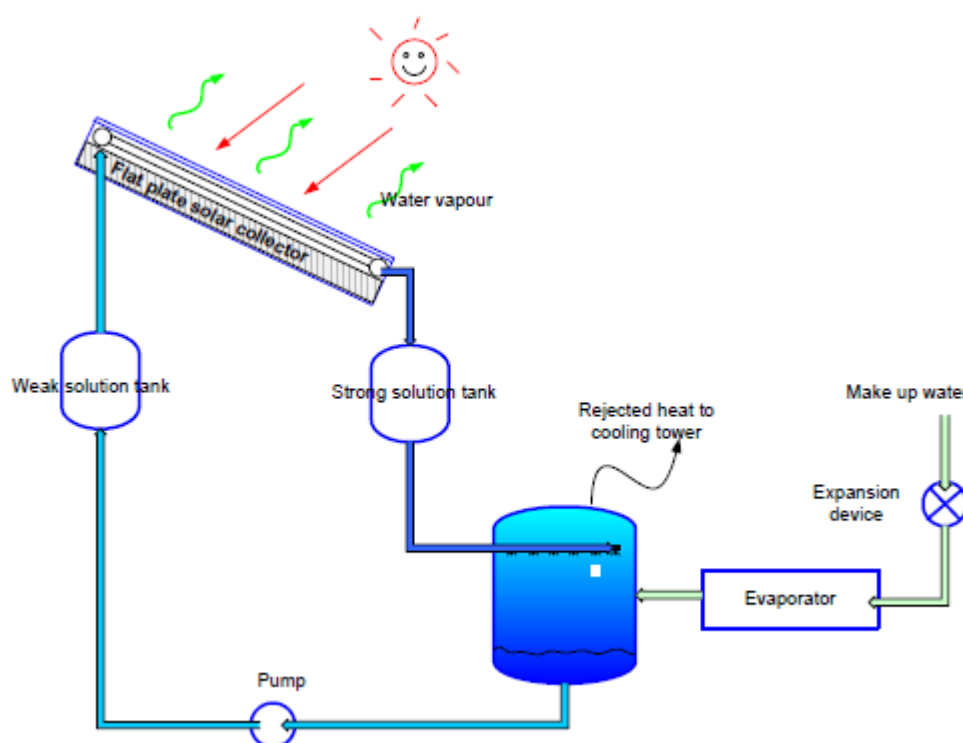 Flat plate solar collector
Water vapour
Weak solution tank
Strong solution tank
Rejected heat to
cooling tower
Make up water
Expansion
device
Evaporator
Pump